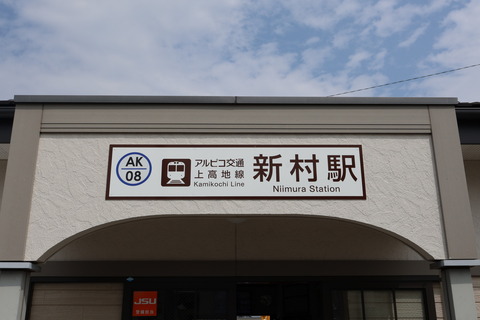 AK
08
アルピコ交通
上高地線
Kamikochi Line
新村駅
Niimura Station
JSU